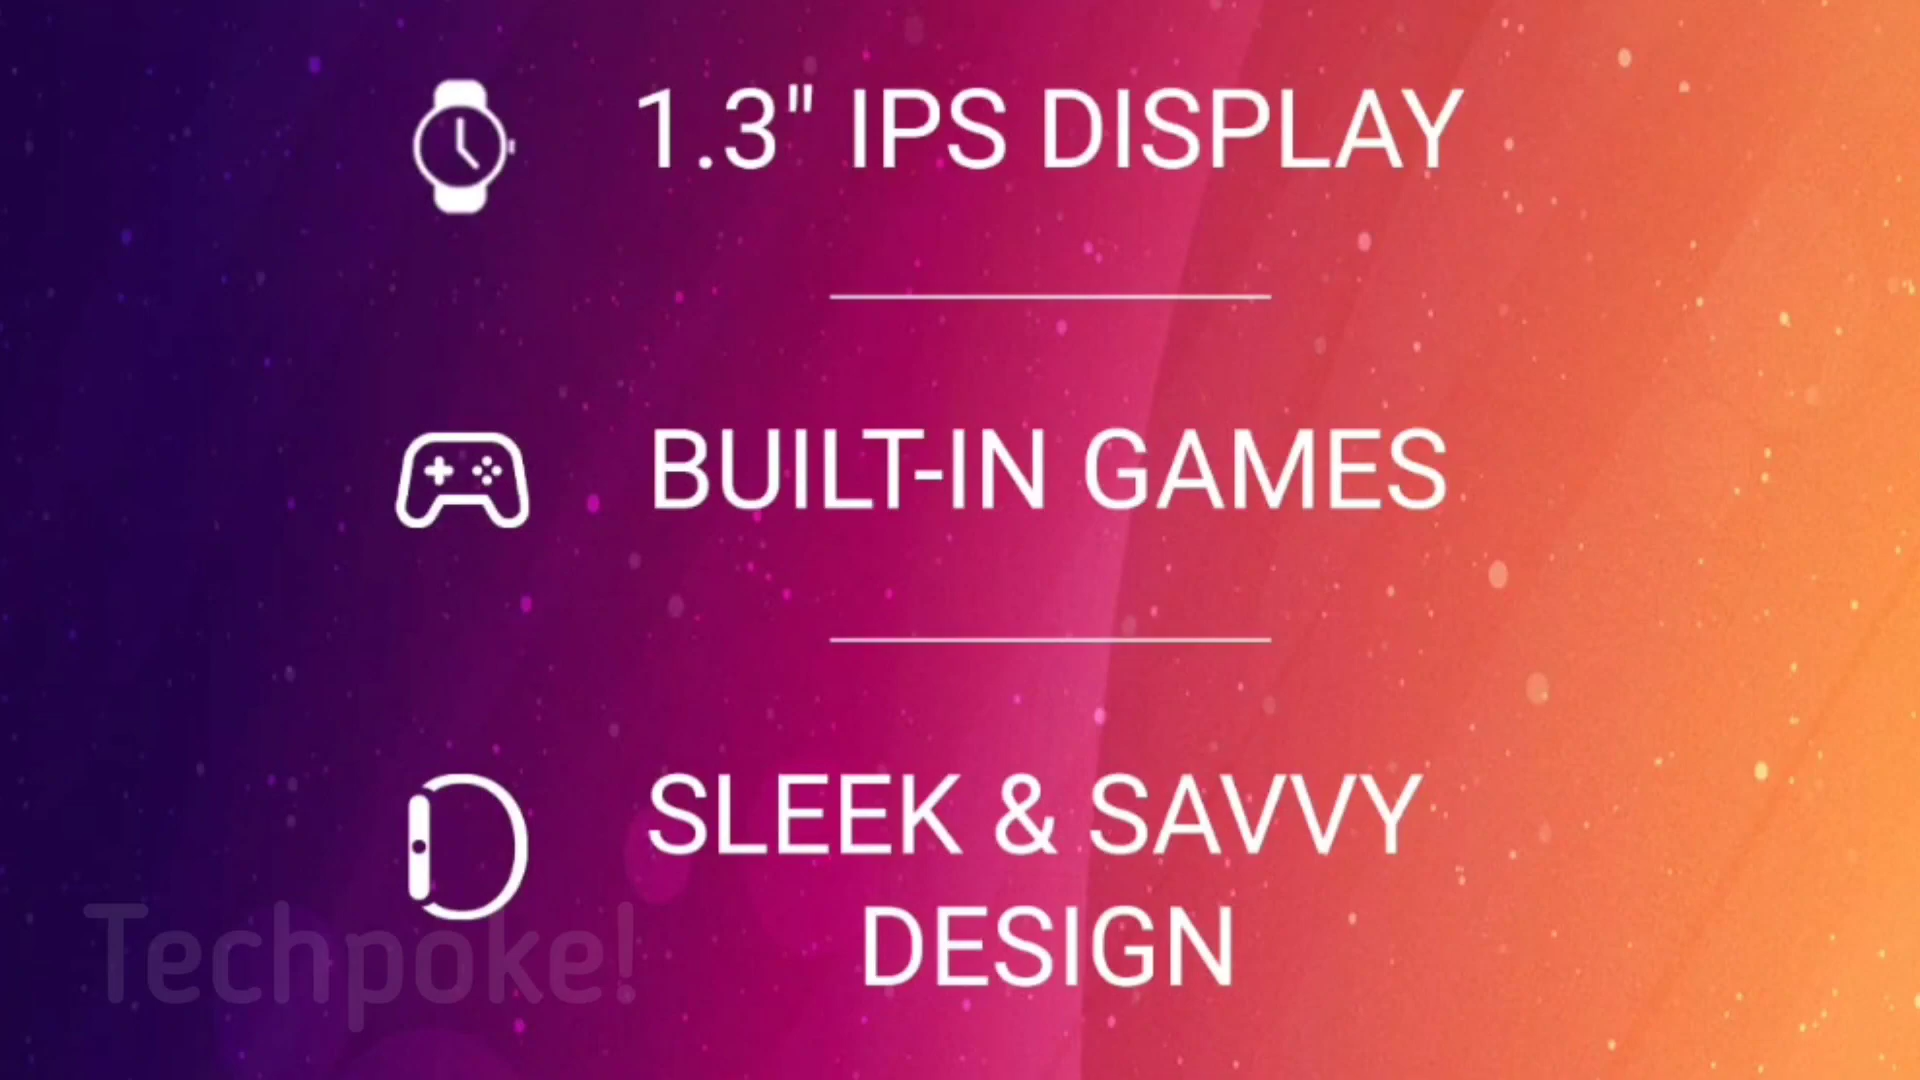 1.3" IPS DISPLAY
BUILT-IN GAMES
SLEEK & SAVVY
DESIGN
Techpoke!